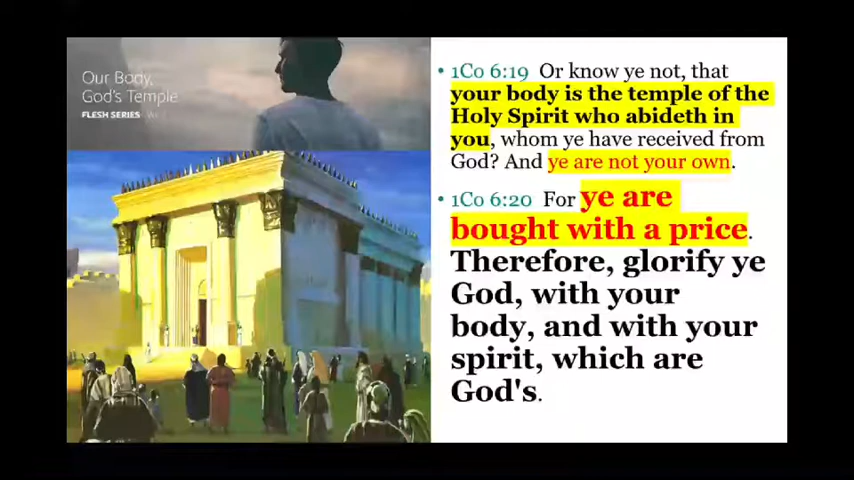 Our Body,
God's Temple
FLESH SERIES
• 1Co 6:19 Or know ye not, that
your body is the temple of the
Holy Spirit who abideth in
you, whom ye have received from
God? And ye are not your own.
• 1Co 6:20 For ye are
bought with a price.
Therefore, glorify ye
God, with your
body, and with your
spirit, which are
God's.